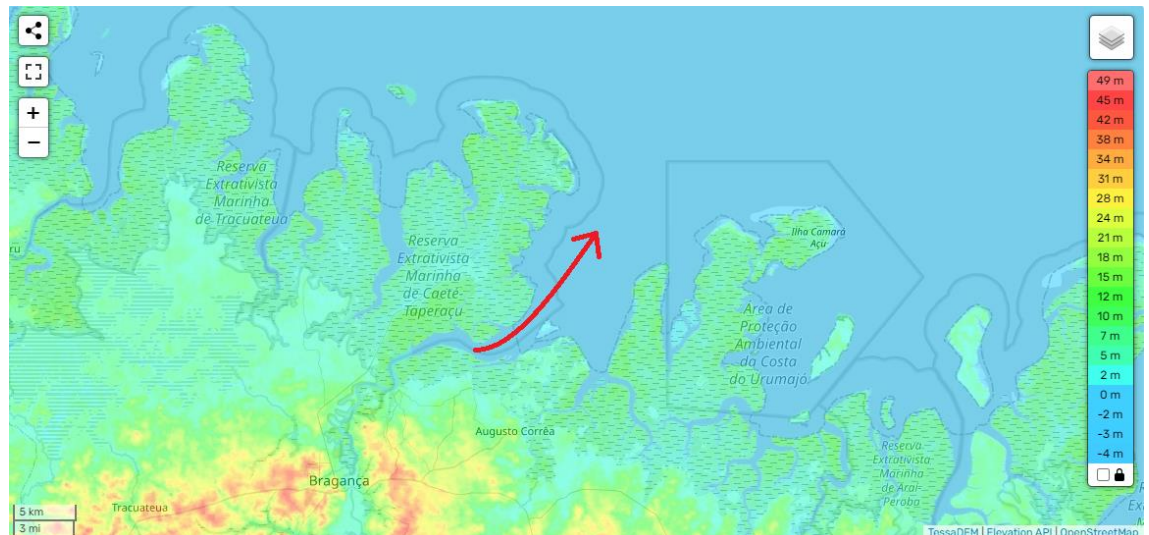 +
−
Reserva
Extrativista
Marinha
de Tracuateua
ru
Reserva
Extrativista
Marinha
de Caeté-
Taperaçu
Ilha Camará
Açu
Área de
Proteção
Ambiental
da Costa
do Urumajó
Augusto Corrêa
Bragança
Tracuateua
Reserva
Extrativista
Marinha
de Araí-
Peroba
Ex
M
49 m
45 m
42 m
38 m
34 m
31 m
28 m
24 m
21 m
18 m
15 m
12 m
10 m
7 m
5 m
2 m
0 m
-2 m
-3 m
-4 m
5 km
3 mi
TessaDEM | Elevation API | OpenStreetMap